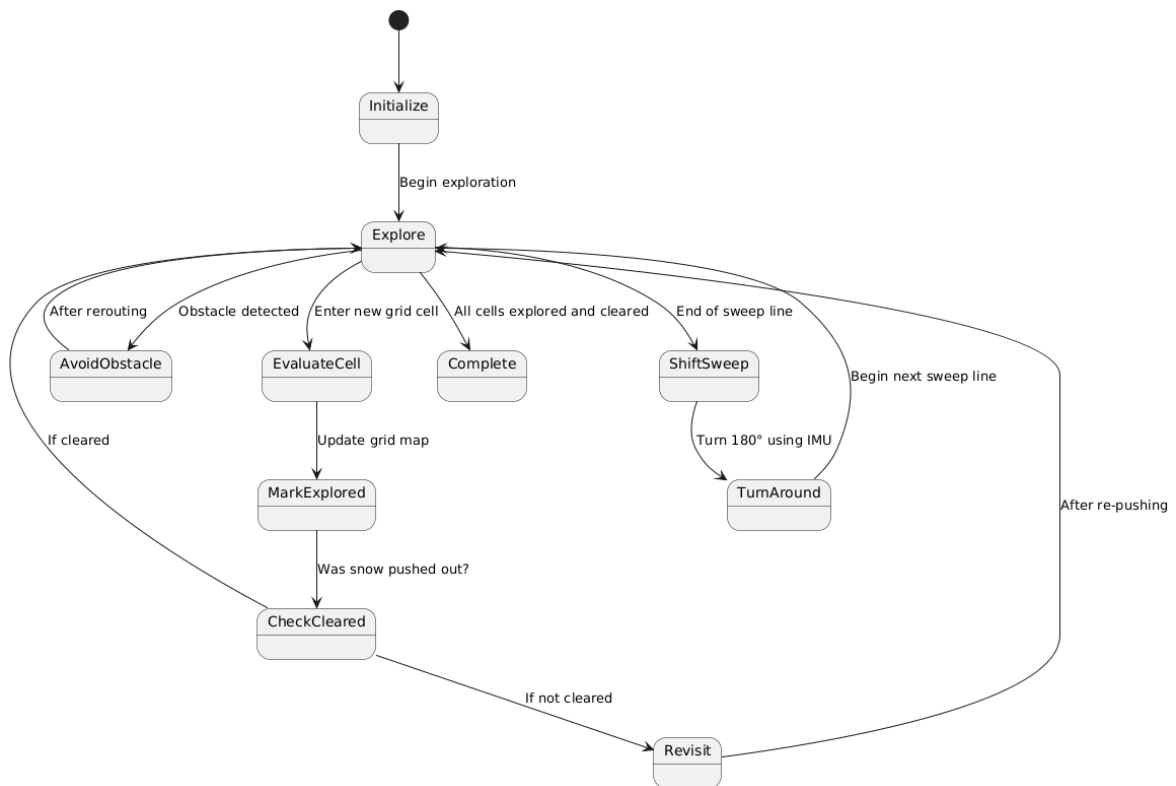 Initialize
Begin exploration
Explore
After rerouting
Obstacle detected
Enter new grid cell
All cells explored and cleared
End of sweep line
AvoidObstacle
EvaluateCell
Complete
ShiftSweep
Begin next sweep line
If cleared
Update grid map
Turn 180° using IMU
MarkExplored
TurnAround
After re-pushing
Was snow pushed out?
CheckCleared
If not cleared
Revisit